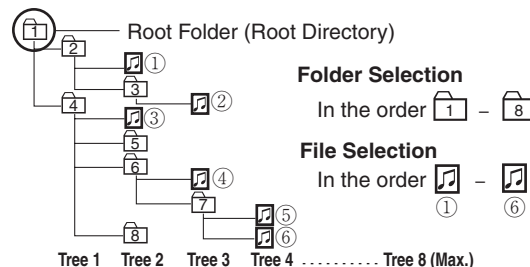 1 Root Folder (Root Directory)
2
①
3
②
4
③
5
6
④
7
⑤
⑥
8
Folder Selection
In the order 1 – 8
File Selection
In the order –
① ⑥
Tree 1 Tree 2 Tree 3 Tree 4 .......... Tree 8 (Max.)